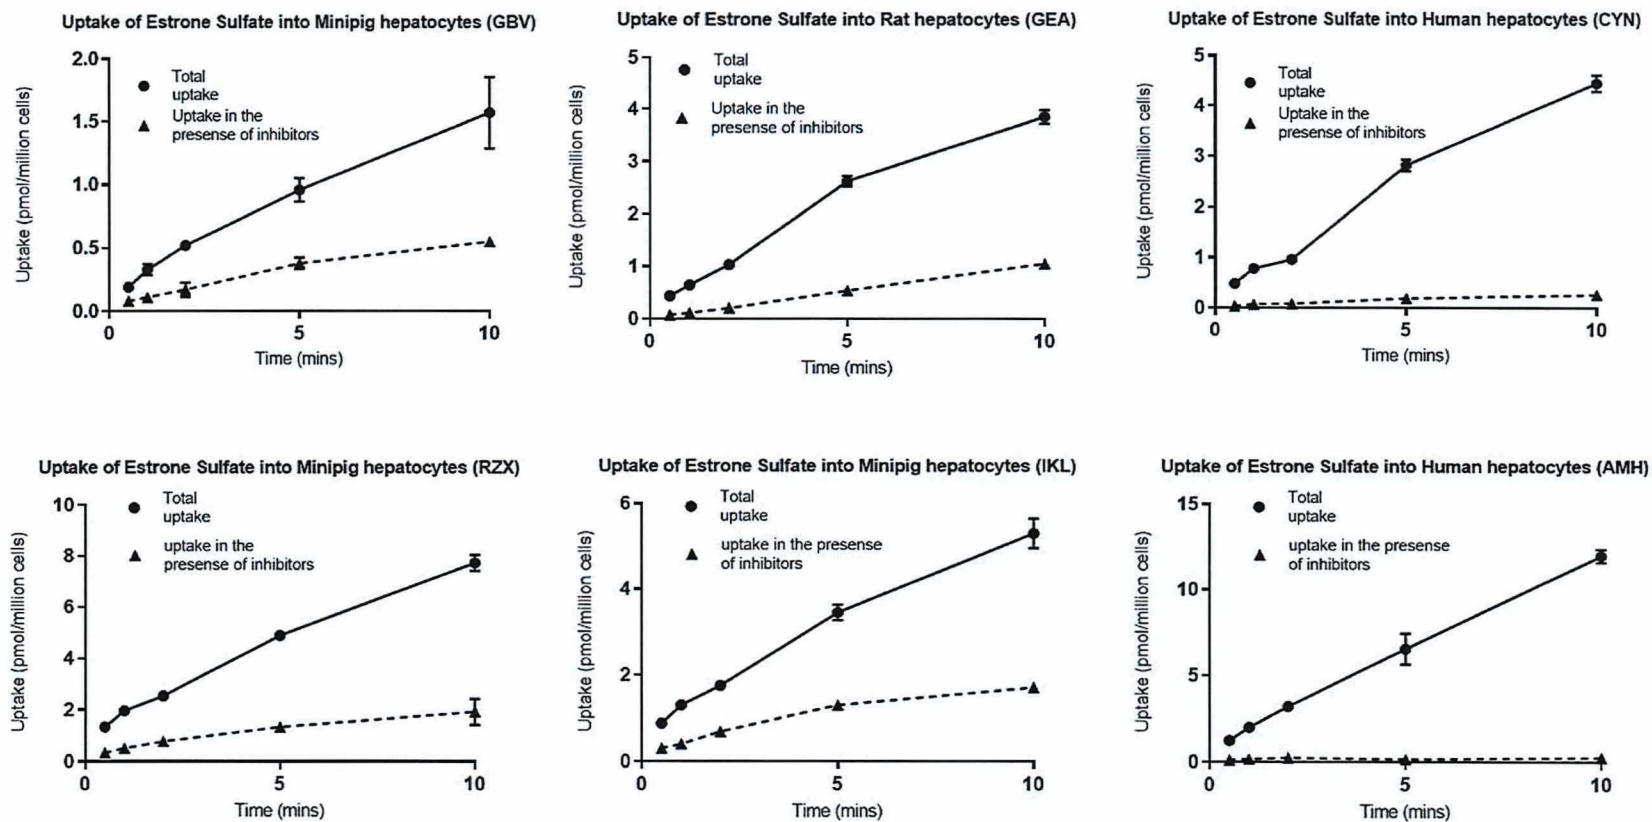 Uptake of Estrone Sulfate into Minipig hepatocytes (GBV)
2.0
1.5
1.0
0.5
0.0
Uptake (pmol/million cells)
Total
uptake
Uptake in the
presense of inhibitors
0
5
10
Time (mins)
Uptake of Estrone Sulfate into Rat hepatocytes (GEA)
5
4
3
2
1
0
Uptake (pmol/million cells)
Total
uptake
Uptake in the
presense of inhibitors
0
5
10
Time (mins)
Uptake of Estrone Sulfate into Human hepatocytes (CYN)
5
4
3
2
1
0
Uptake (pmol/million cells)
Total
uptake
Uptake in the
presense of inhibitors
0
5
10
Time (mins)
Uptake of Estrone Sulfate into Minipig hepatocytes (RZX)
10
8
6
4
2
0
Uptake (pmol/million cells)
Total
uptake
uptake in the
presense of inhibitors
0
5
10
Time (mins)
Uptake of Estrone Sulfate into Minipig hepatocytes (IKL)
6
4
2
0
Uptake (pmol/million cells)
Total
uptake
uptake in the presense
of inhibitors
0
5
10
Time (mins)
Uptake of Estrone Sulfate into Human hepatocytes (AMH)
15
10
5
0
Uptake (pmol/million cells)
Total
uptake
uptake in the presense
of inhibitors
0
5
10
Time (mins)